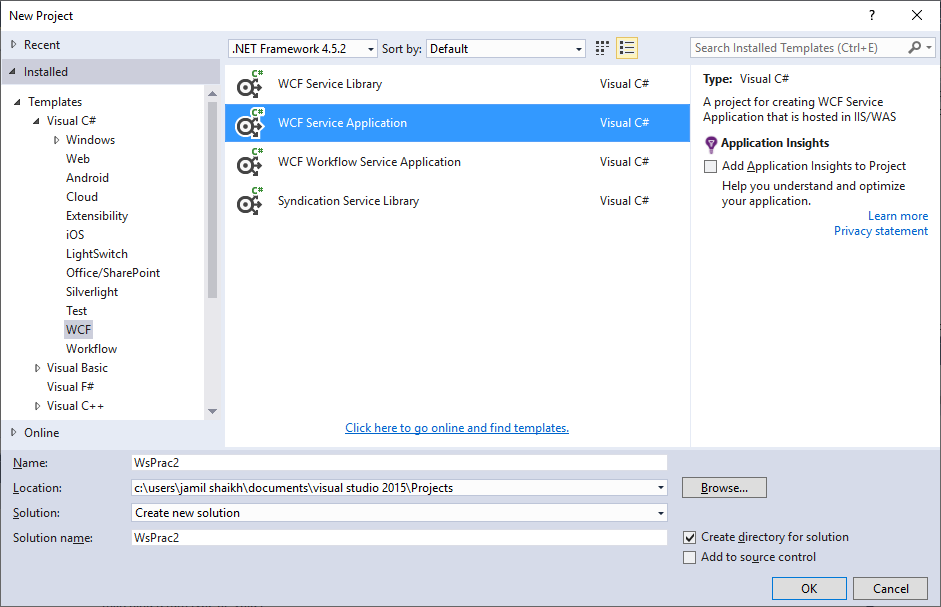 New Project
?
Recent
.NET Framework 4.5.2
Sort by:
Default
Search Installed Templates (Ctrl+E)
Installed
Templates
Visual C#
Windows
Web
Android
Cloud
Extensibility
iOS
LightSwitch
Office/SharePoint
Silverlight
Test
WCF
Workflow
Visual Basic
Visual F#
Visual C++
Online
C# WCF Service Library Visual C#
C# WCF Service Application Visual C#
C# WCF Workflow Service Application Visual C#
C# Syndication Service Library Visual C#
Click here to go online and find templates.
Type: Visual C#
A project for creating WCF Service
Application that is hosted in IIS/WAS
Application Insights
Add Application Insights to Project
Help you understand and optimize
your application.
Learn more
Privacy statement
Name: WsPrac2
Location: c:\users\jamil shaikh\documents\visual studio 2015\Projects
Browse...
Solution: Create new solution
Solution name: WsPrac2
Create directory for solution
Add to source control
OK
Cancel